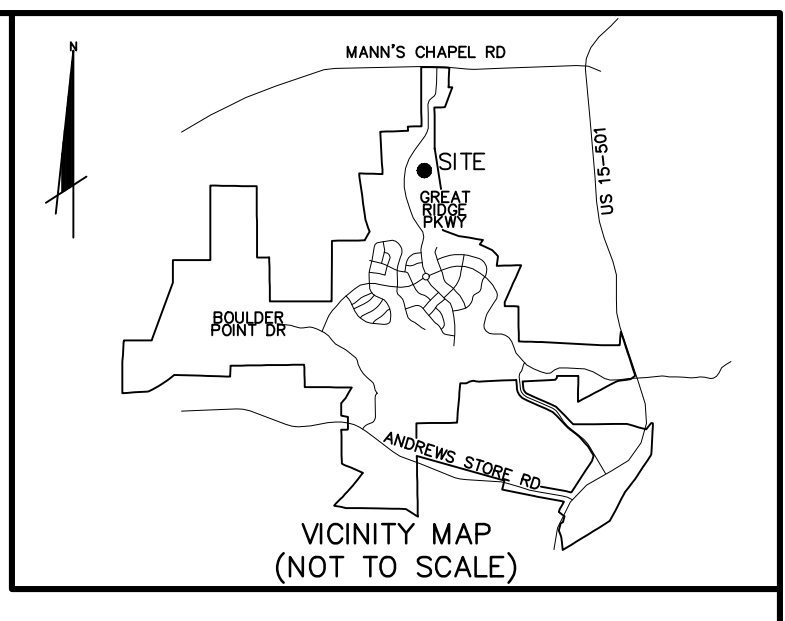 N
MANN'S CHAPEL RD
SITE
US 15-501
GREAT
RIDGE
PKWY
BOULDER
POINT DR
ANDREWS STORE RD
VICINITY MAP
(NOT TO SCALE)